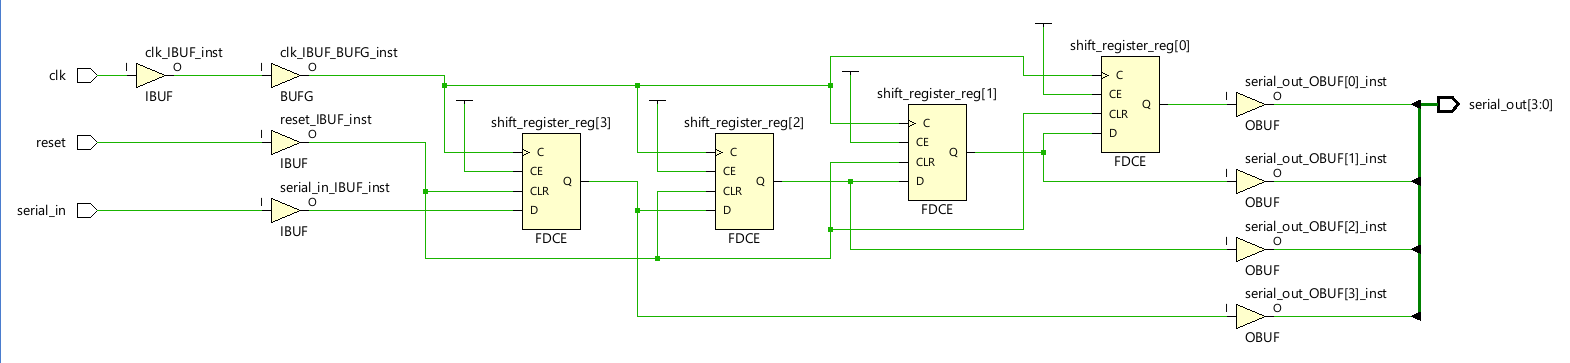 clk
clk_IBUF_inst
I
O
IBUF
clk_IBUF_BUFG_inst
I
O
BUFG
reset
reset_IBUF_inst
I
O
IBUF
serial_in
serial_in_IBUF_inst
I
O
IBUF
shift_register_reg[3]
C
CE
CLR
D
Q
FDCE
shift_register_reg[2]
C
CE
CLR
D
Q
FDCE
shift_register_reg[1]
C
CE
CLR
D
Q
FDCE
shift_register_reg[0]
C
CE
CLR
D
Q
FDCE
serial_out_OBUF[0]_inst
I
O
OBUF
serial_out_OBUF[1]_inst
I
O
OBUF
serial_out_OBUF[2]_inst
I
O
OBUF
serial_out_OBUF[3]_inst
I
O
OBUF
serial_out[3:0]